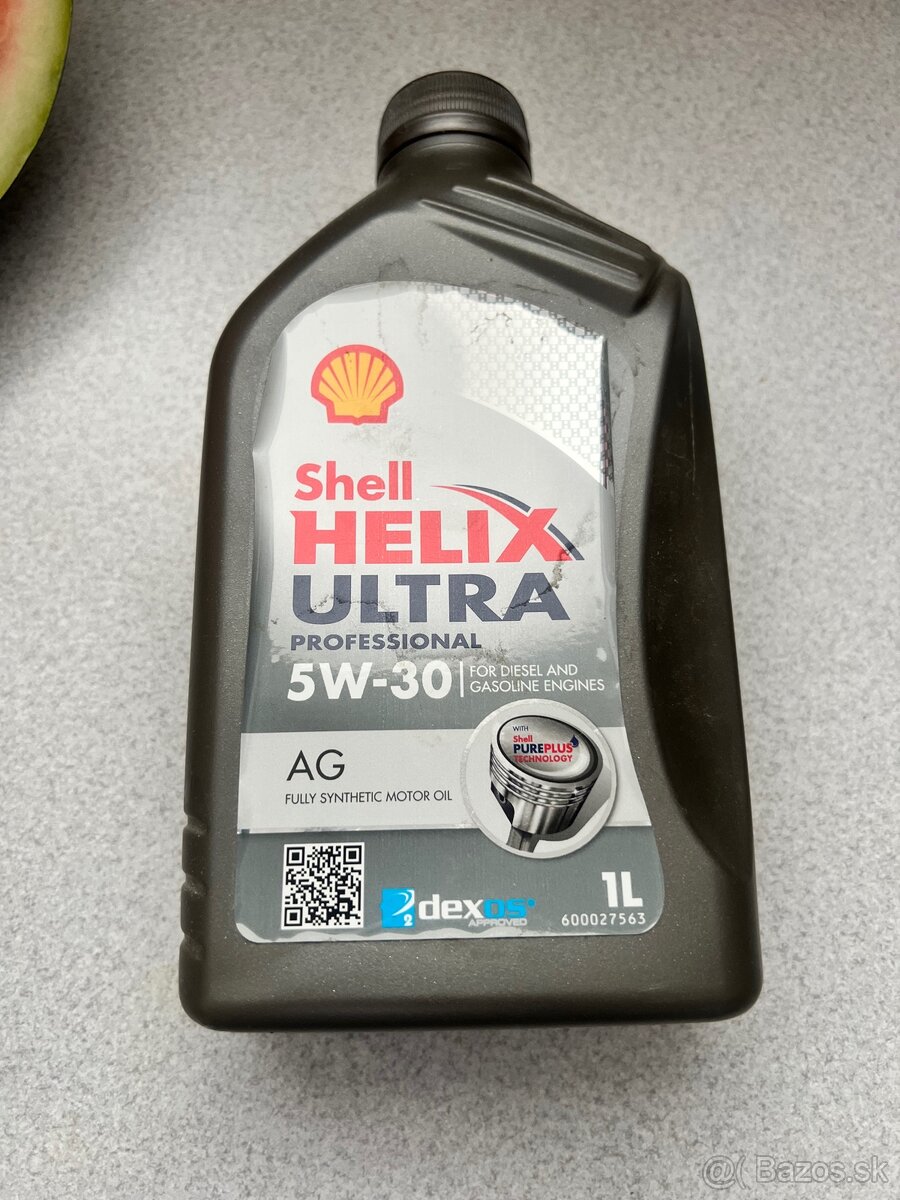 Shell
HELIX
ULTRA
PROFESSIONAL
5W-30
FOR DIESEL AND
GASOLINE ENGINES
WITH
Shell
PUREPLUS
TECHNOLOGY
AG
FULLY SYNTHETIC MOTOR OIL
2
dexos
APPROVED
1L
600027563
@( Bazos.sk